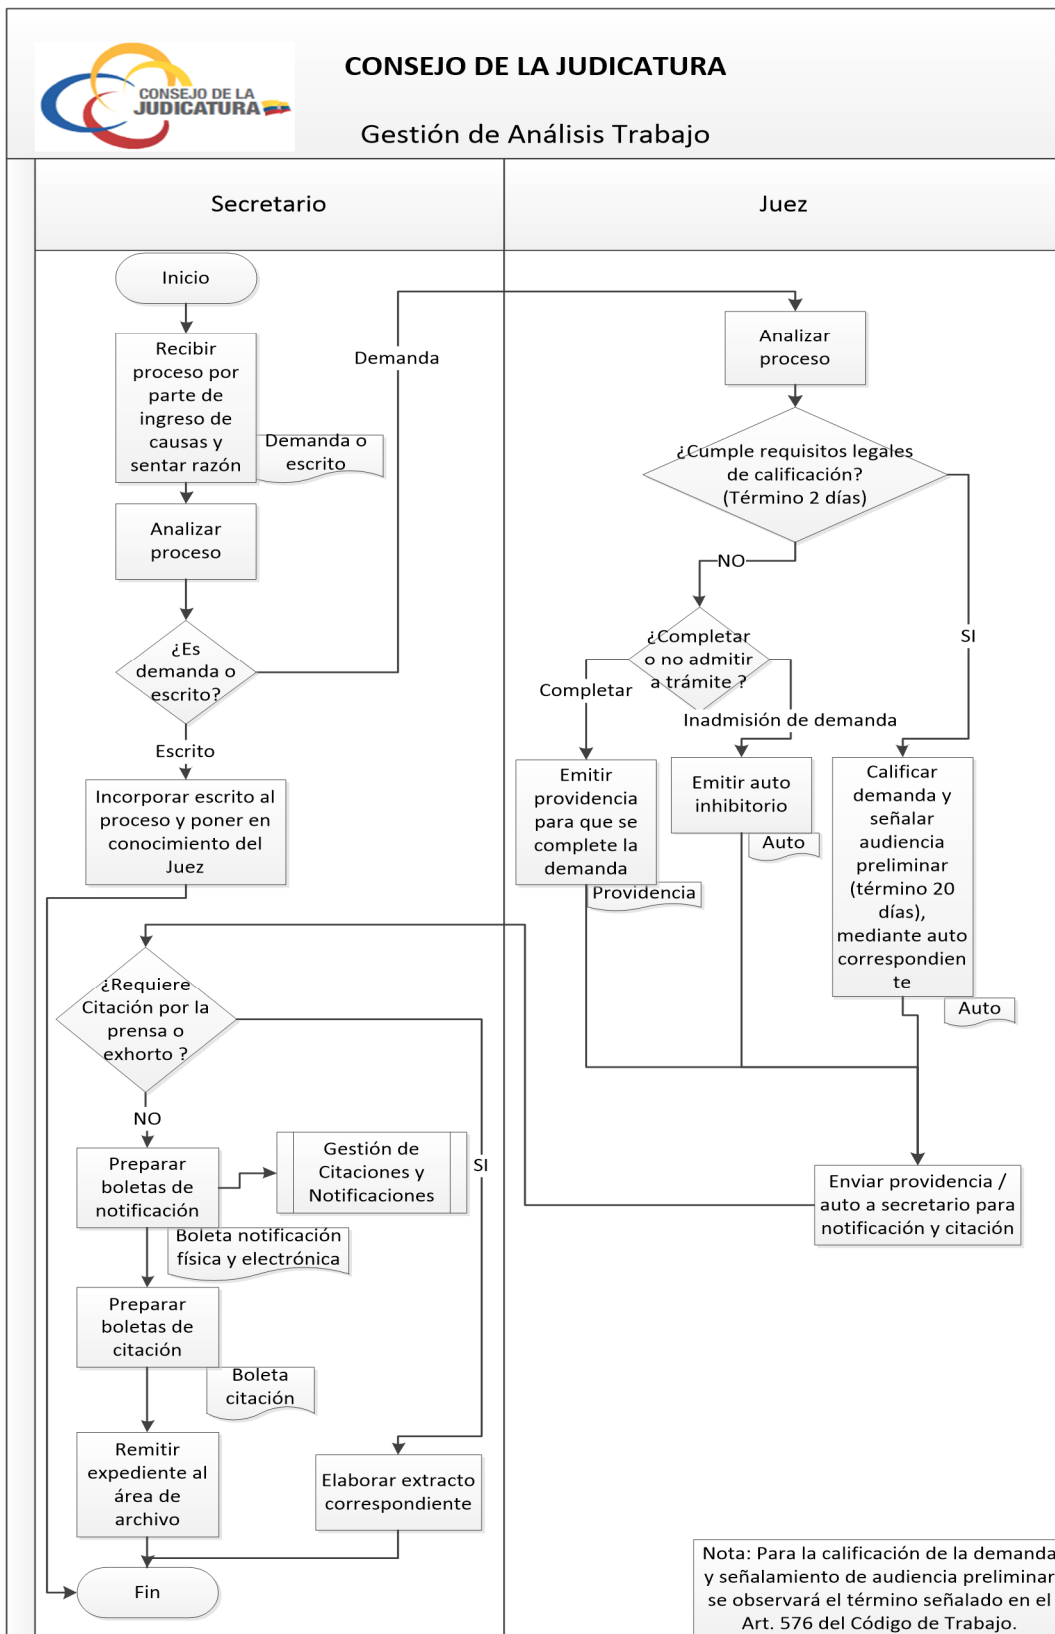 CONSEJO DE LA
JUDICATURA
CONSEJO DE LA JUDICATURA
Gestión de Análisis Trabajo
Secretario
Juez
Inicio
Recibir
proceso por
parte de
ingreso de
causas y
sentar razón
Demanda o
escrito
Analizar
proceso
¿Es
demanda o
escrito?
Demanda
Escrito
Incorporar escrito al
proceso y poner en
conocimiento del
Juez
Analizar
proceso
¿Cumple requisitos legales
de calificación?
(Término 2 días)
NO
SI
¿Completar
o no admitir
a trámite ?
Completar
Inadmisión de demanda
Emitir
providencia
para que se
complete la
demanda
Providencia
Emitir auto
inhibitorio
Auto
Calificar
demanda y
señalar
audiencia
preliminar
(término 20
días),
mediante auto
correspondien
te
Auto
Enviar providencia /
auto a secretario para
notificación y citación
¿Requiere
Citación por la
prensa o
exhorto ?
NO
SI
Preparar
boletas de
notificación
Gestión de
Citaciones y
Notificaciones
Boleta notificación
física y electrónica
Preparar
boletas de
citación
Boleta
citación
Remitir
expediente al
área de
archivo
Elaborar extracto
correspondiente
Fin
Nota: Para la calificación de la demanda
y señalamiento de audiencia preliminar
se observará el término señalado en el
Art. 576 del Código de Trabajo.